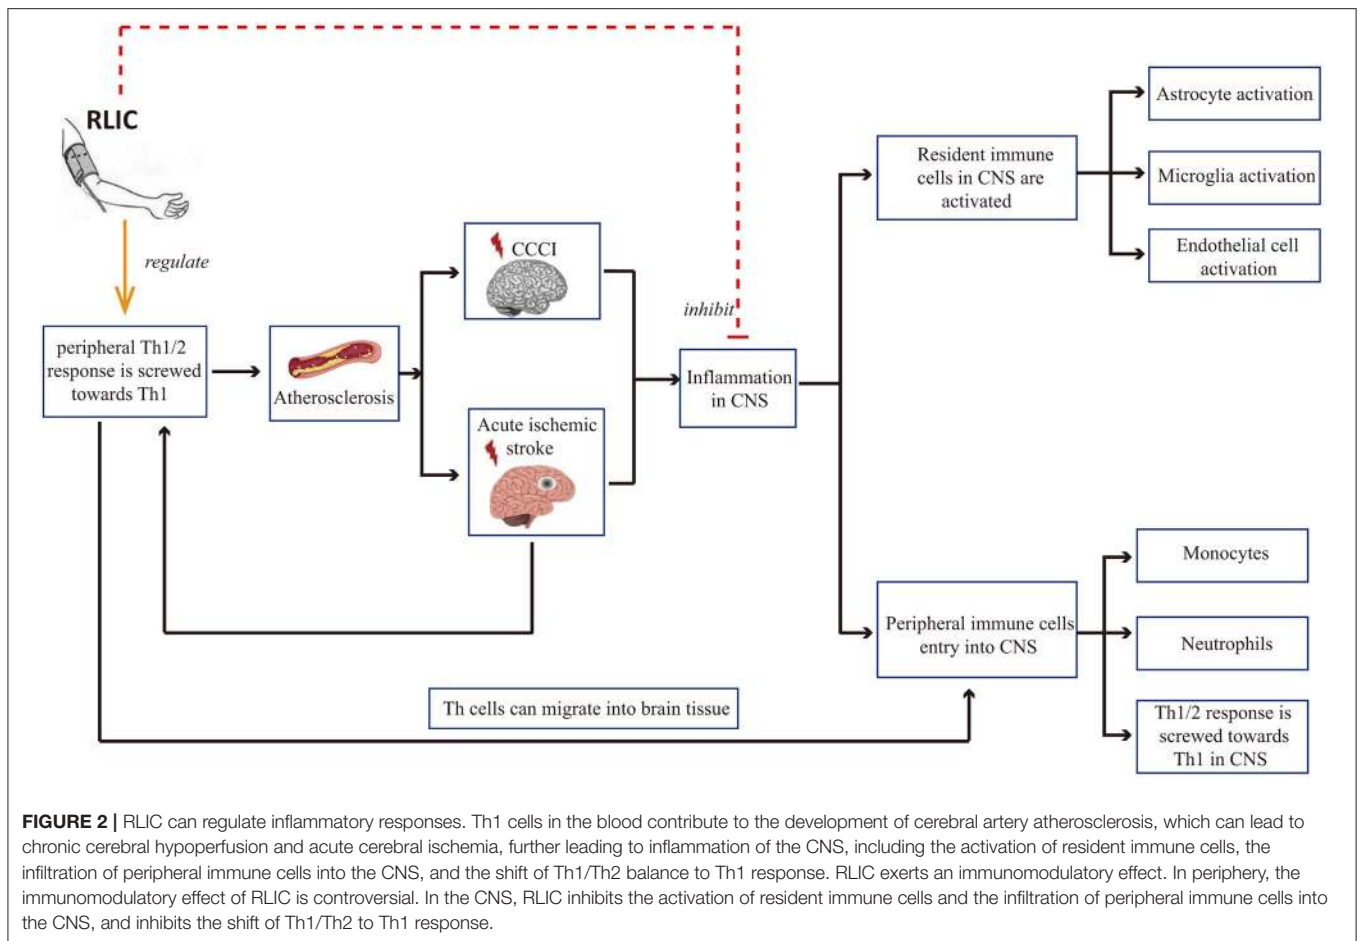 RLIC
regulate
peripheral Th1/2
response is screwed
towards Th1
Atherosclerosis
CCCI
Acute ischemic
stroke
inhibit
Inflammation
in CNS
Resident immune
cells in CNS are
activated
Astrocyte activation
Microglia activation
Endothelial cell
activation
Peripheral immune cells
entry into CNS
Monocytes
Neutrophils
Th1/2 response is
screwed towards
Th1 in CNS
Th cells can migrate into brain tissue
FIGURE 2 | RLIC can regulate inflammatory responses. Th1 cells in the blood contribute to the development of cerebral artery atherosclerosis, which can lead to
chronic cerebral hypoperfusion and acute cerebral ischemia, further leading to inflammation of the CNS, including the activation of resident immune cells, the
infiltration of peripheral immune cells into the CNS, and the shift of Th1/Th2 balance to Th1 response. RLIC exerts an immunomodulatory effect. In periphery, the
immunomodulatory effect of RLIC is controversial. In the CNS, RLIC inhibits the activation of resident immune cells and the infiltration of peripheral immune cells into
the CNS, and inhibits the shift of Th1/Th2 to Th1 response.